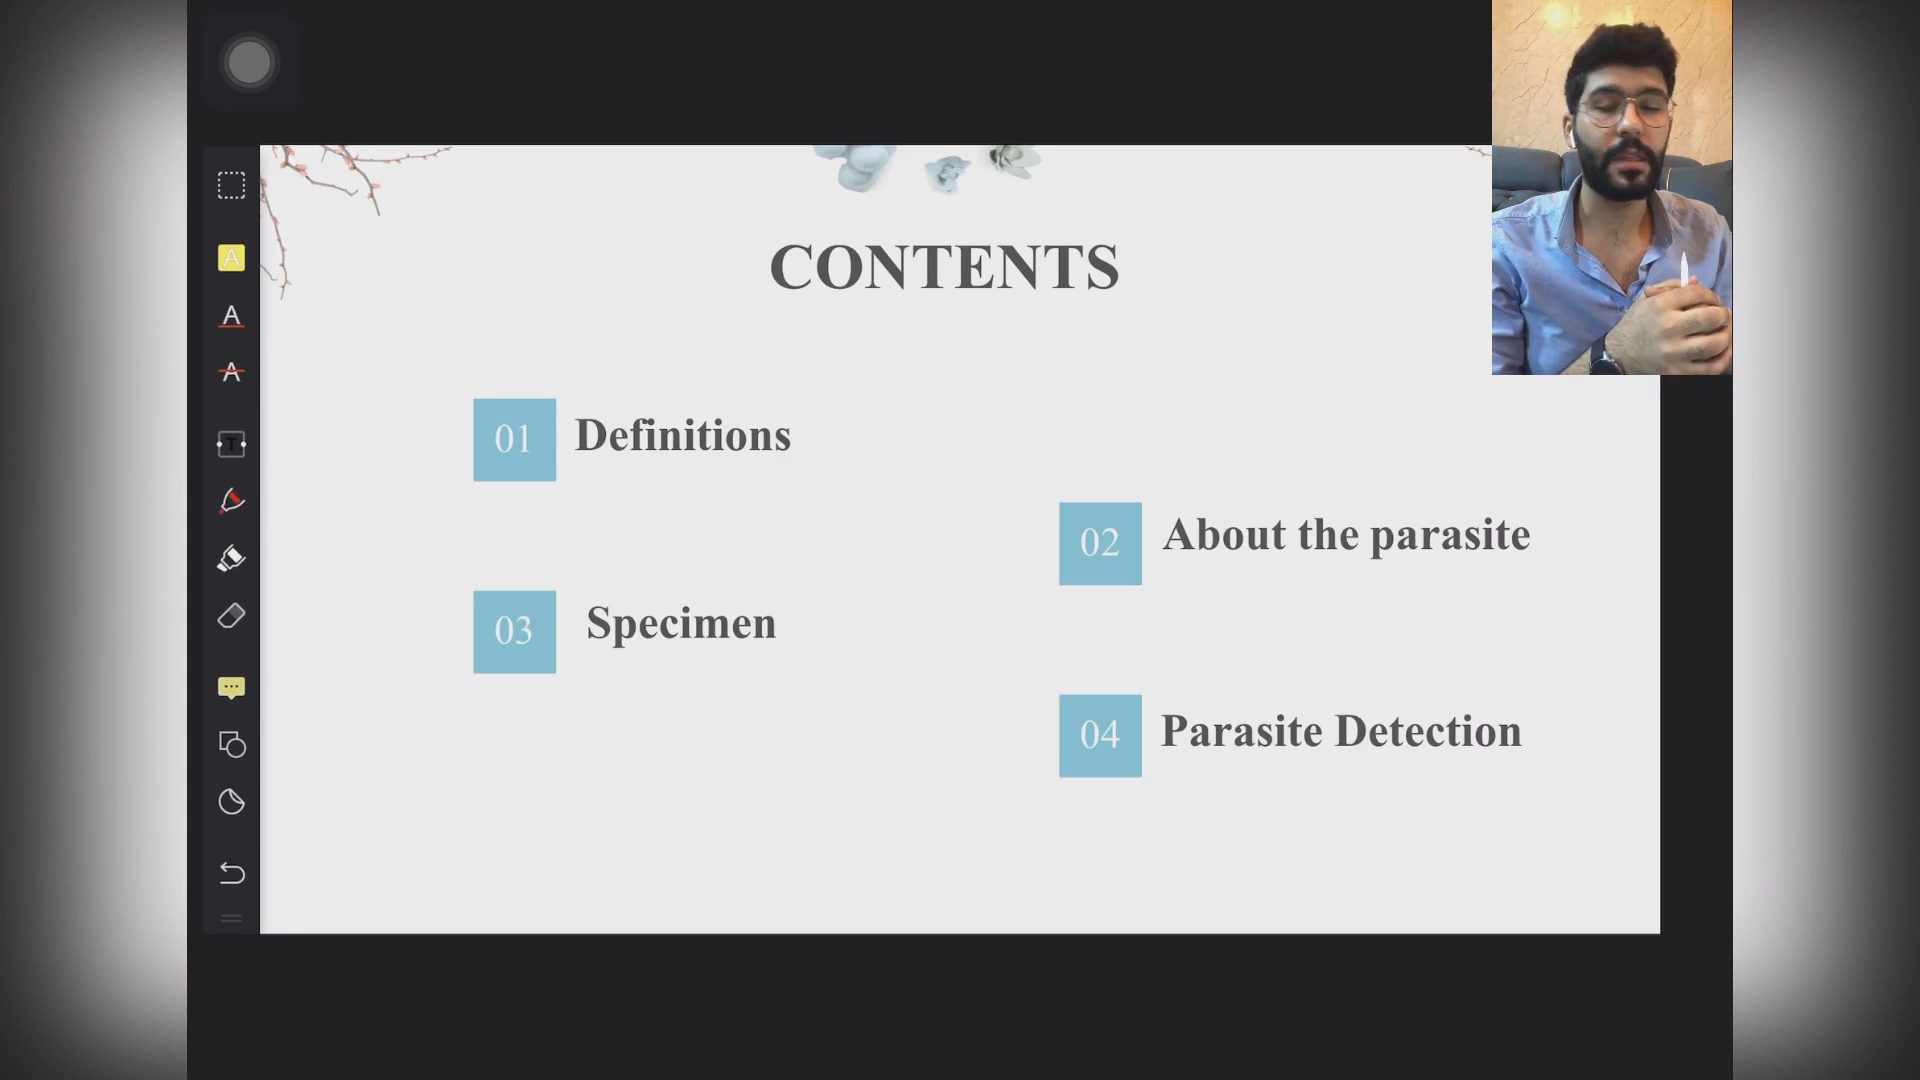 CONTENTS
01 Definitions
02 About the parasite
03 Specimen
04 Parasite Detection
A
A
A
T